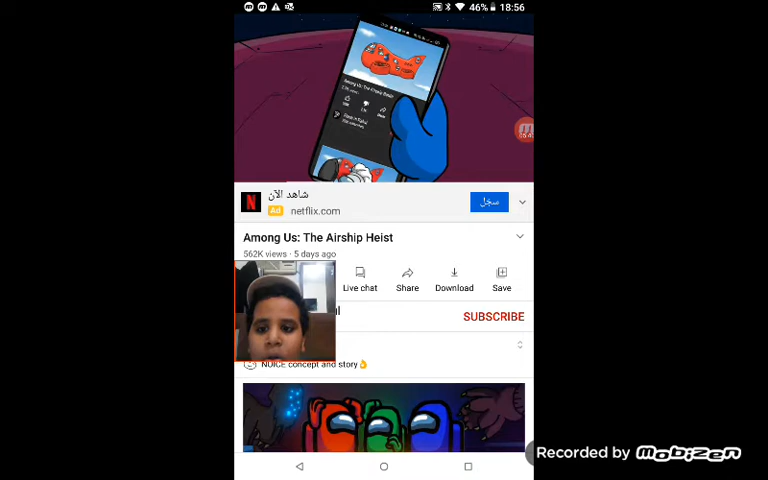 46% 18:56
شاهد الآن
Ad netflix.com
سجّل
Among Us: The Airship Heist
562K views · 5 days ago
Live chat
Share
Download
Save
SUBSCRIBE
NUICE concept and story👌
Recorded by mobizen